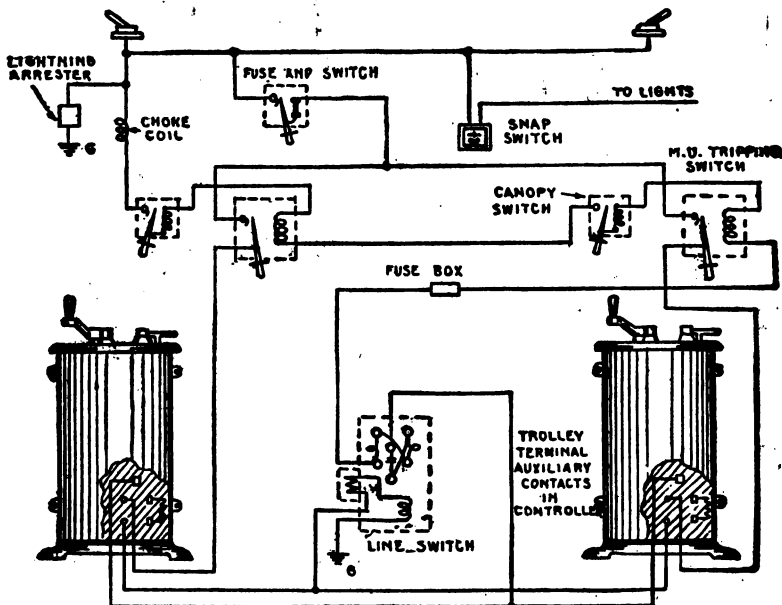 LIGHTNING
ARRESTER
G
CHOKE
COIL
FUSE AND SWITCH
TO LIGHTS
SNAP
SWITCH
M.U. TRIPPING
SWITCH
CANOPY
SWITCH
FUSE BOX
TROLLEY
TERMINAL
AUXILIARY
CONTACTS
IN
CONTROLLER
LINE SWITCH
G